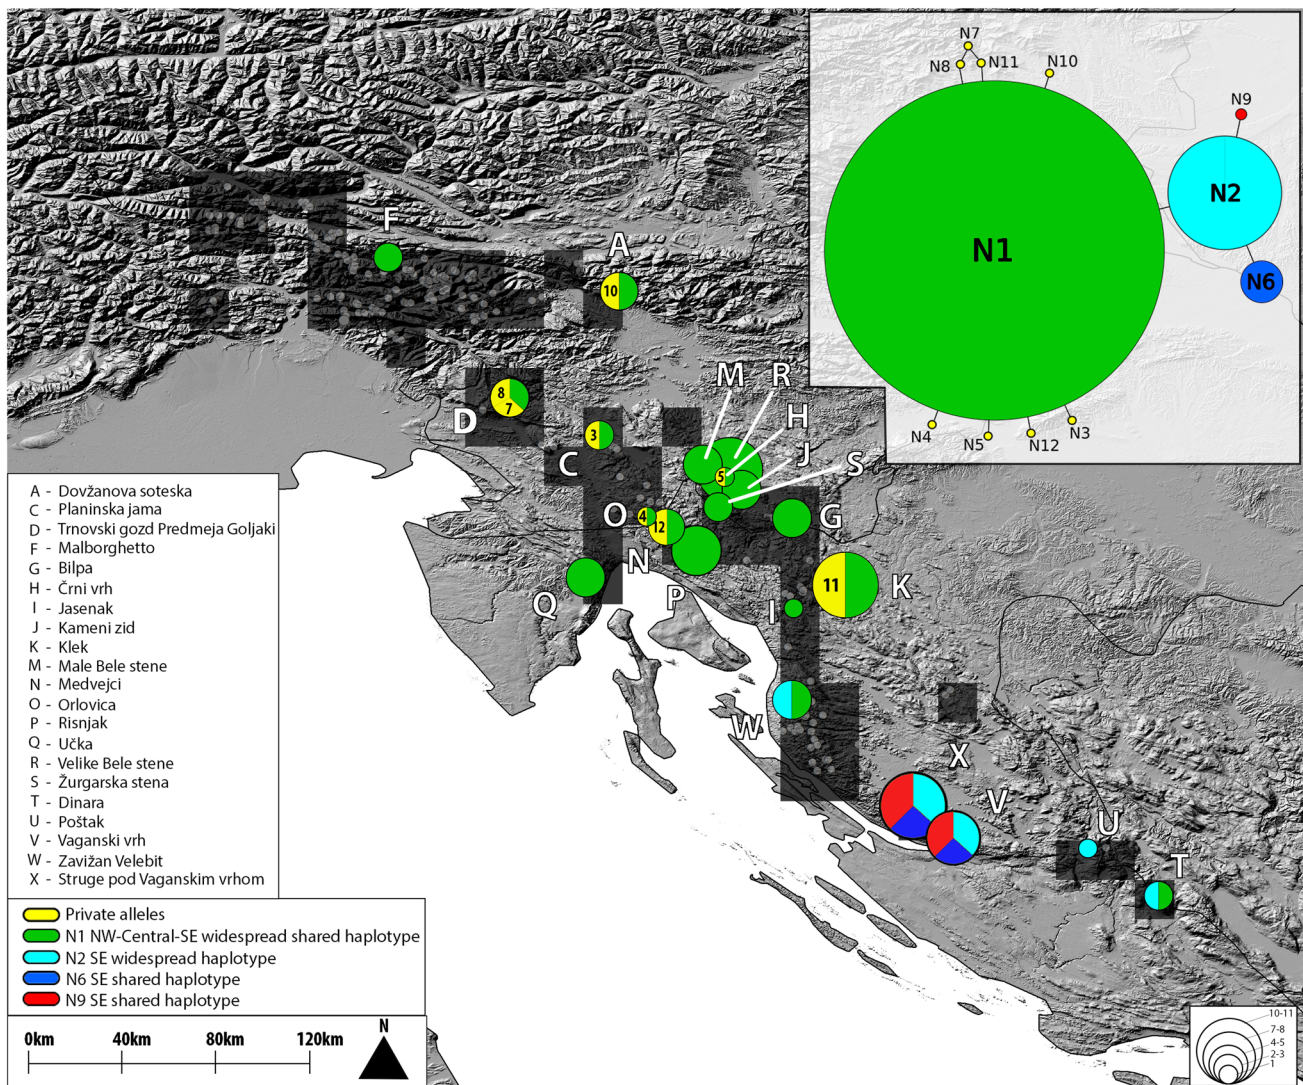 N7
N8
N11
N10
N9
N1
N2
N6
N4
N5
N12
N3
F
A
10
M
R
8
7
D
H
3
C
J
5
S
O
4
12
G
N
11
K
Q
P
I
W
X
V
U
T
A - Dovžanova soteska
C - Planinska jama
D - Trnovski gozd Predmeja Goljaki
F - Malborghetto
G - Bilpa
H - Črni vrh
I - Jasenak
J - Kameni zid
K - Klek
M - Male Bele stene
N - Medvejci
O - Orlovica
P - Risnjak
Q - Učka
R - Velike Bele stene
S - Žurgarska stena
T - Dinara
U - Poštak
V - Vaganski vrh
W - Zavižan Velebit
X - Struge pod Vaganskim vrhom
Private alleles
N1 NW-Central-SE widespread shared haplotype
N2 SE widespread haplotype
N6 SE shared haplotype
N9 SE shared haplotype
0km 40km 80km 120km
N
10-11
7-8
4-5
2-3
1